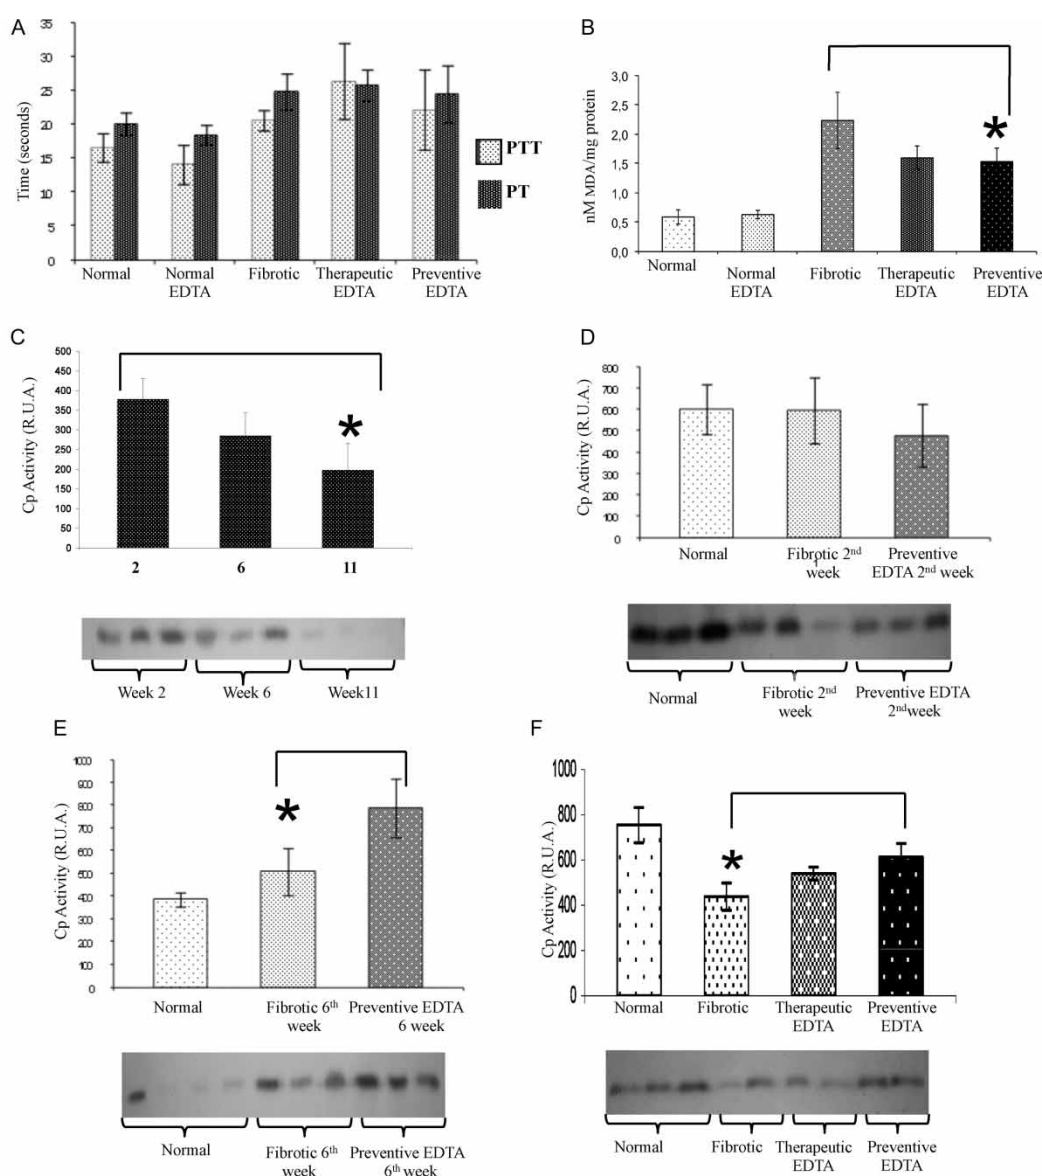 A
35
30
25
20
15
10
5
0
Time (seconds)
Normal
Normal
EDTA
Fibrotic
Therapeutic
EDTA
Preventive
EDTA
PTT
PT
B
3,0
2,5
2,0
1,5
1,0
0,5
0,0
nM MDA/mg protein
*
Normal
Normal
EDTA
Fibrotic
Therapeutic
EDTA
Preventive
EDTA
C
500
450
400
350
300
250
200
150
100
50
0
Cp Activity (R.U.A.)
*
2
6
11
Week 2
Week 6
Week11
D
800
700
600
500
400
300
200
100
0
Cp Activity (R.U.A.)
Normal
Fibrotic 2nd
week
Preventive
EDTA 2nd week
Normal
Fibrotic 2nd
week
Preventive EDTA
2ndweek
E
1000
900
800
700
600
500
400
300
200
100
0
Cp Activity (R.U.A.)
*
Normal
Fibrotic 6th
week
Preventive EDTA
6 week
Normal
Fibrotic 6th
week
Preventive EDTA
6th week
F
1000
800
600
400
200
0
Cp Activity (R.U.A.)
*
Normal
Fibrotic
Therapeutic
EDTA
Preventive
EDTA
Normal
Fibrotic
Therapeutic
EDTA
Preventive
EDTA